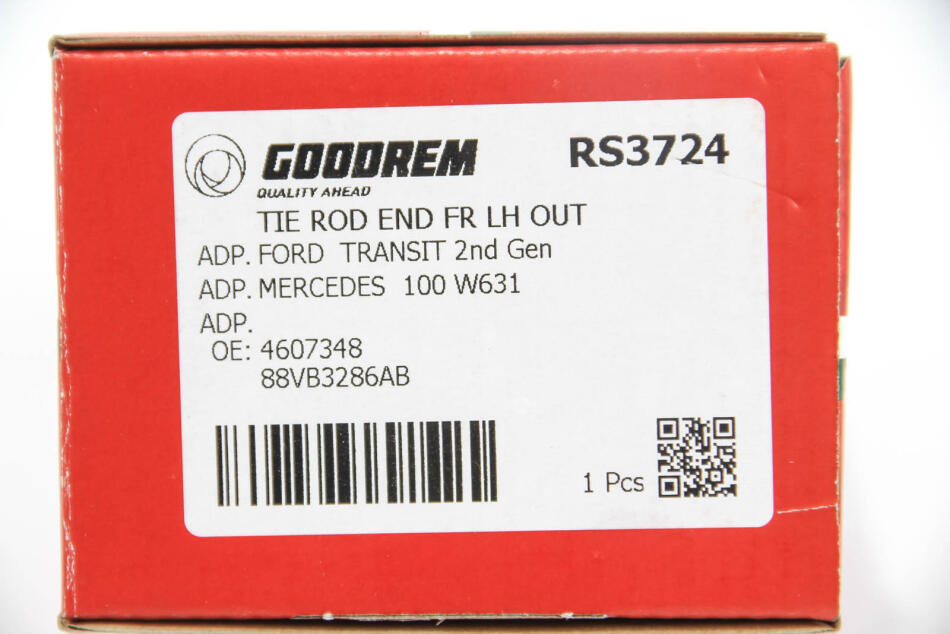 GOODREM
RS3724
QUALITY AHEAD
TIE ROD END FR LH OUT
ADP. FORD TRANSIT 2nd Gen
ADP. MERCEDES 100 W631
ADP.
OE: 4607348
88VB3286AB
1 Pcs